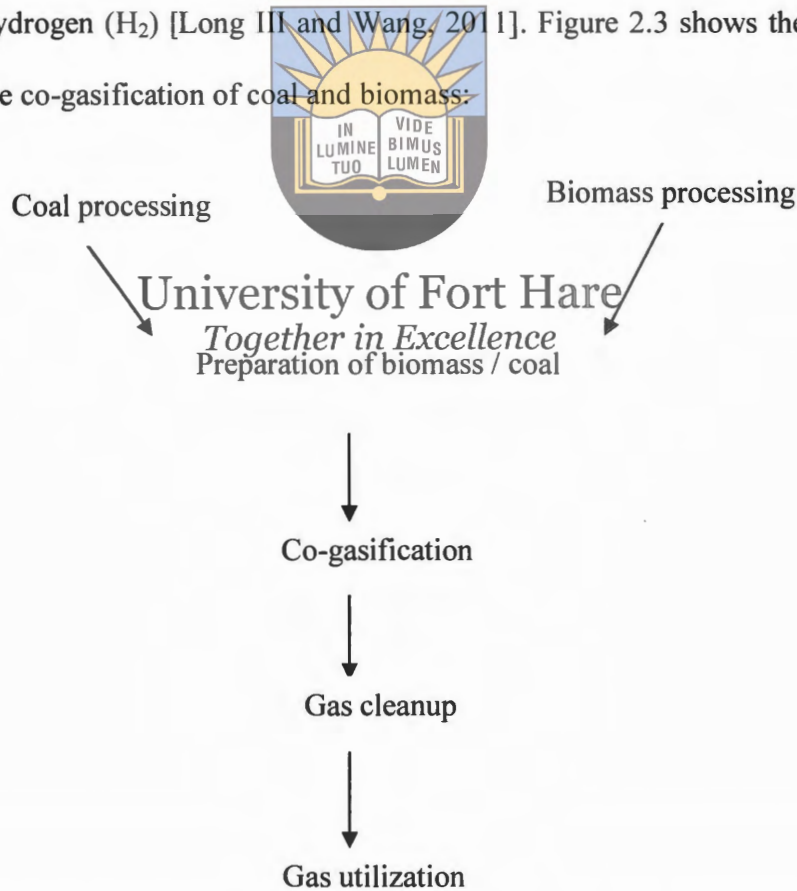 ydrogen (H₂) [Long III and Wang, 2011]. Figure 2.3 shows the
e co-gasification of coal and biomass:
IN
LUMINE
TUO
VIDE
BIMUS
LUMEN
Coal processing
Biomass processing
University of Fort Hare
Together in Excellence
Preparation of biomass / coal
Co-gasification
Gas cleanup
Gas utilization